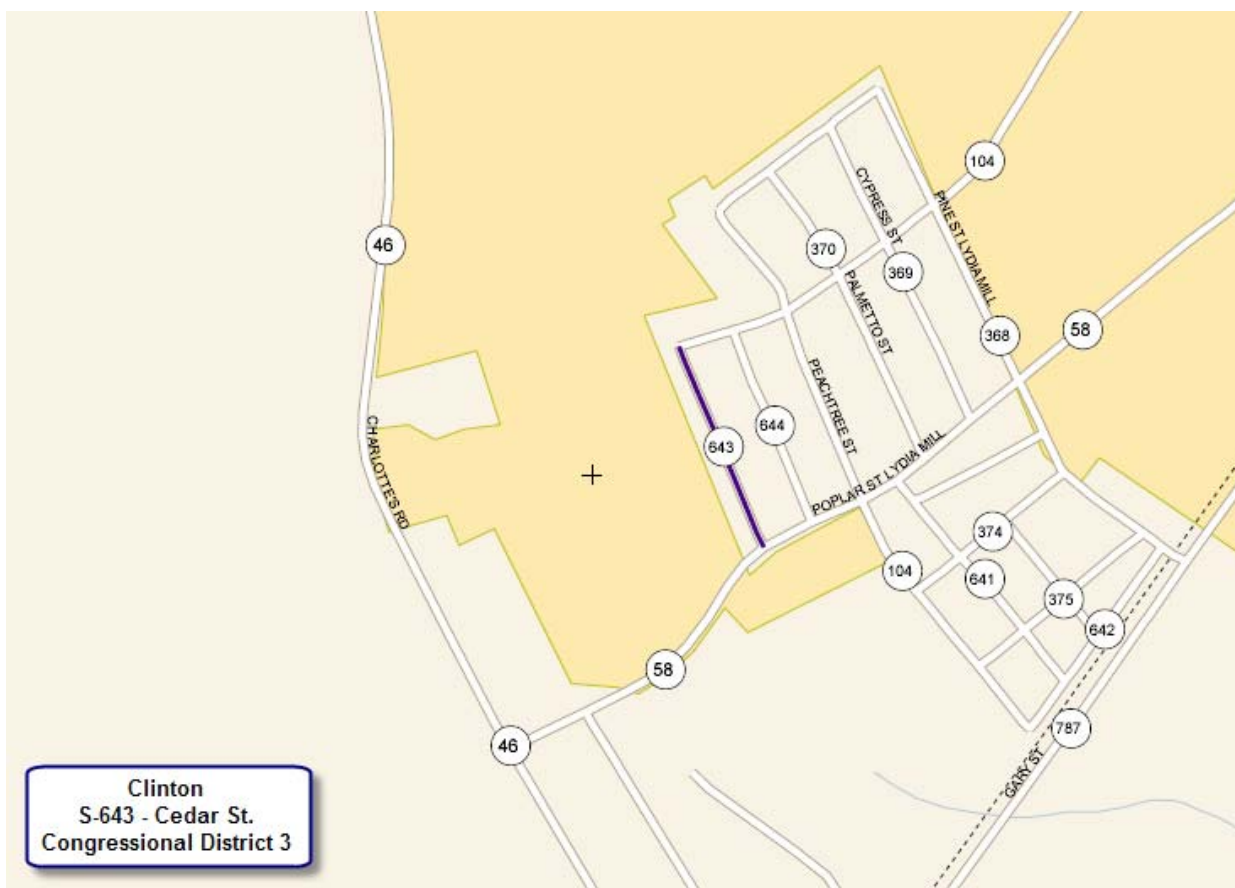 104
CYPRESS ST
PINE ST LYDIA MILL
46
370
369
PALMETTO ST
368
58
PEACHTREE ST
644
643
CHARLOTTE'S RD
POPLAR ST LYDIA MILL
374
104
641
375
642
58
46
787
GARY ST
Clinton
S-643 - Cedar St.
Congressional District 3